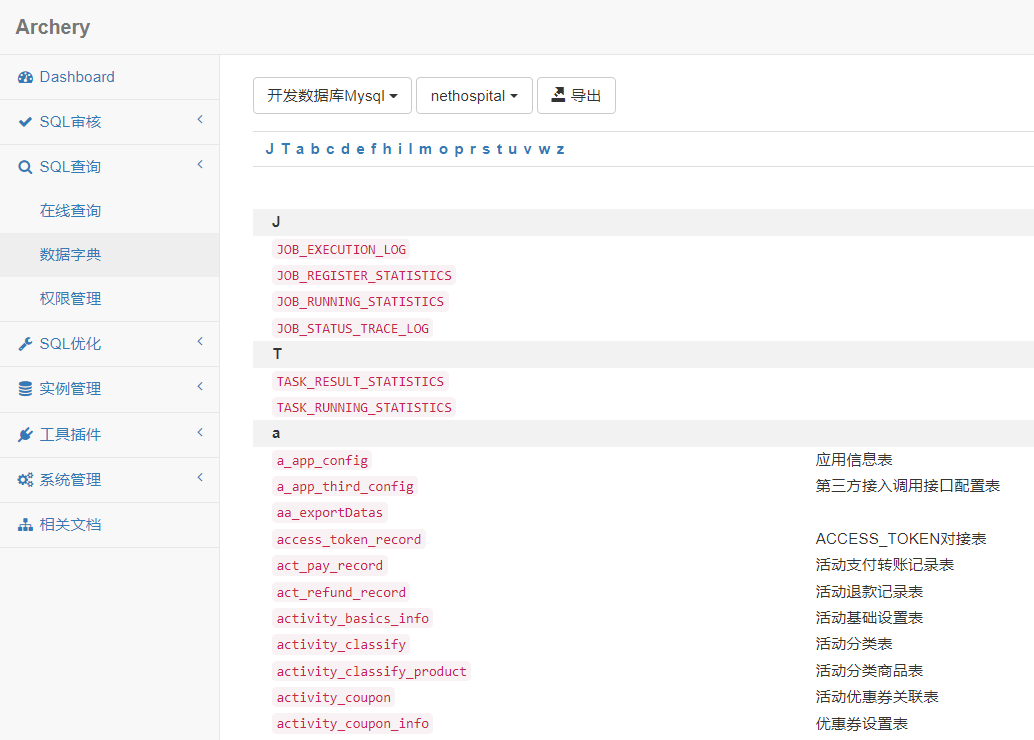 Archery
Dashboard
SQL审核
SQL查询
在线查询
数据字典
权限管理
SQL优化
实例管理
工具插件
系统管理
相关文档
开发数据库Mysql nethospital 导出
J T a b c d e f h i l m o p r s t u v w z
J
JOB_EXECUTION_LOG
JOB_REGISTER_STATISTICS
JOB_RUNNING_STATISTICS
JOB_STATUS_TRACE_LOG
T
TASK_RESULT_STATISTICS
TASK_RUNNING_STATISTICS
a
a_app_config 应用信息表
a_app_third_config 第三方接入调用接口配置表
aa_exportDatas
access_token_record ACCESS_TOKEN对接表
act_pay_record 活动支付转账记录表
act_refund_record 活动退款记录表
activity_basics_info 活动基础设置表
activity_classify 活动分类表
activity_classify_product 活动分类商品表
activity_coupon 活动优惠券关联表
activity_coupon_info 优惠券设置表